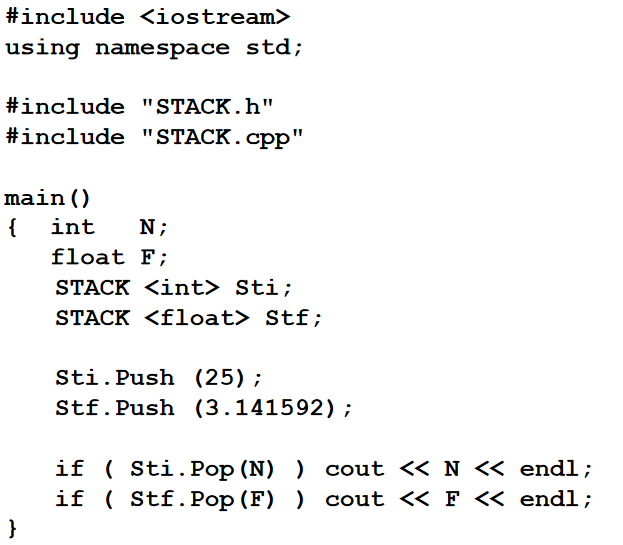 #include <iostream>
using namespace std;
#include "STACK.h"
#include "STACK.cpp"
main()
{  int   N;
   float F;
   STACK <int> Sti;
   STACK <float> Stf;
   Sti.Push (25);
   Stf.Push (3.141592);
   if ( Sti.Pop(N) ) cout << N << endl;
   if ( Stf.Pop(F) ) cout << F << endl;
}